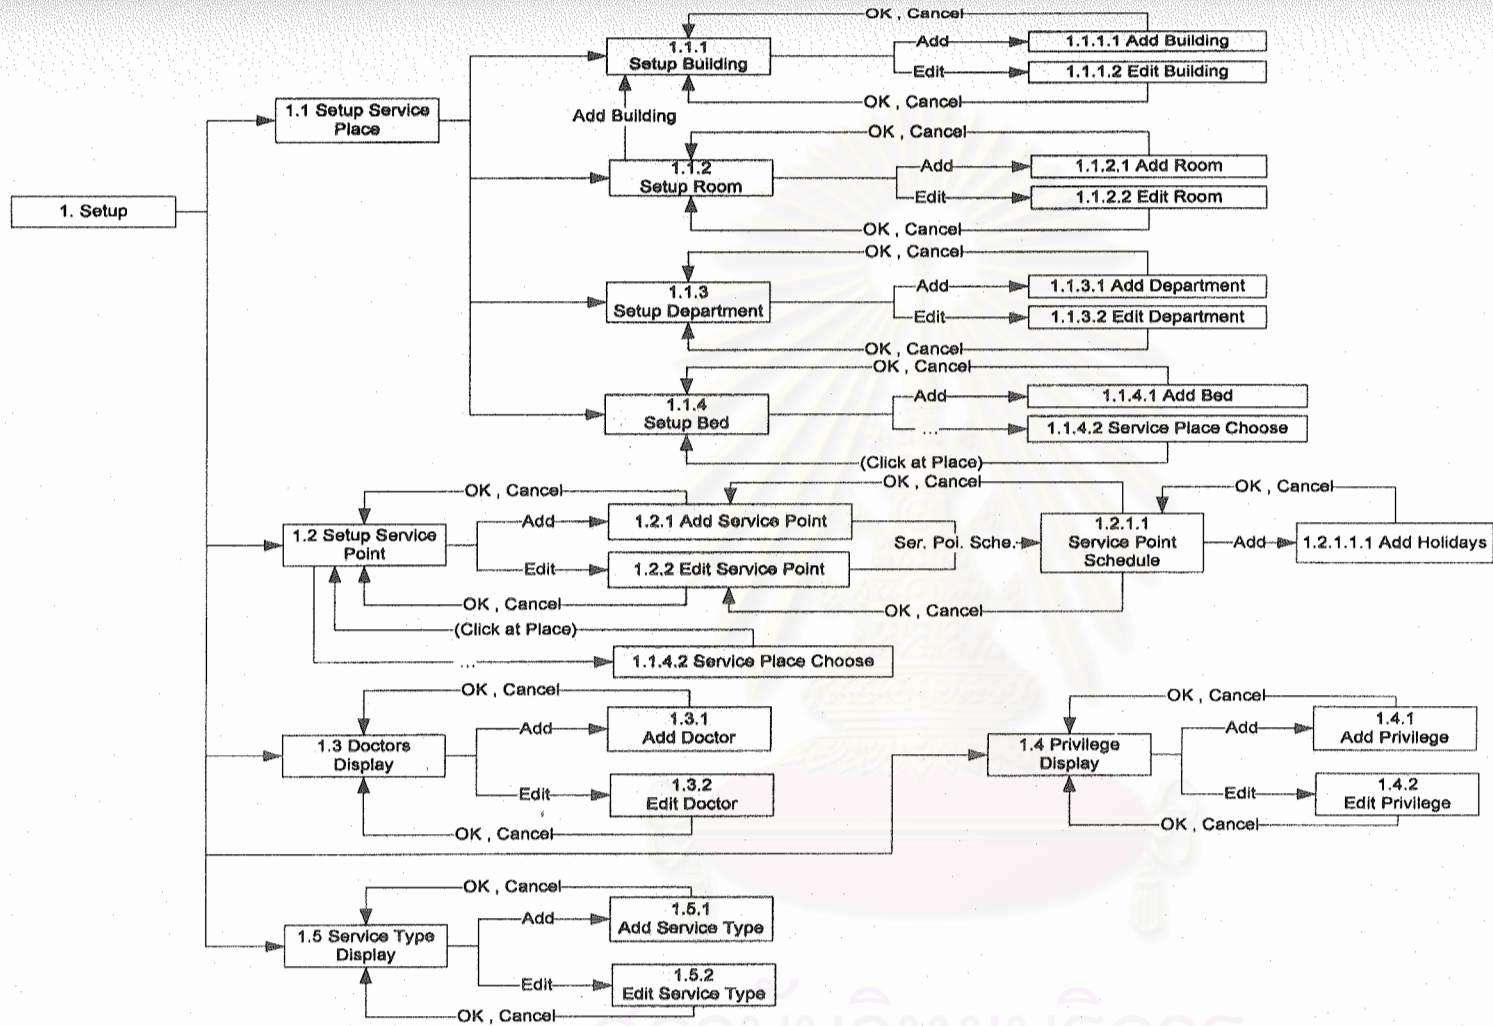 OK , Cancel
1.1.1
Setup Building
Add
1.1.1.1 Add Building
Edit
1.1.1.2 Edit Building
OK , Cancel
1.1 Setup Service
Place
Add Building
OK , Cancel
1.1.2
Setup Room
Add
1.1.2.1 Add Room
Edit
1.1.2.2 Edit Room
OK , Cancel
1. Setup
OK , Cancel
1.1.3
Setup Department
Add
1.1.3.1 Add Department
Edit
1.1.3.2 Edit Department
OK , Cancel
OK , Cancel
1.1.4
Setup Bed
Add
1.1.4.1 Add Bed
...
1.1.4.2 Service Place Choose
(Click at Place)
OK , Cancel
OK , Cancel
OK , Cancel
1.2 Setup Service
Point
Add
1.2.1 Add Service Point
Edit
1.2.2 Edit Service Point
Ser. Poi. Sche.
1.2.1.1
Service Point
Schedule
Add
1.2.1.1.1 Add Holidays
OK , Cancel
OK , Cancel
(Click at Place)
...
1.1.4.2 Service Place Choose
OK , Cancel
1.3 Doctors
Display
Add
1.3.1
Add Doctor
Edit
1.3.2
Edit Doctor
OK , Cancel
OK , Cancel
1.4 Privilege
Display
Add
1.4.1
Add Privilege
Edit
1.4.2
Edit Privilege
OK , Cancel
OK , Cancel
1.5 Service Type
Display
Add
1.5.1
Add Service Type
Edit
1.5.2
Edit Service Type
OK , Cancel